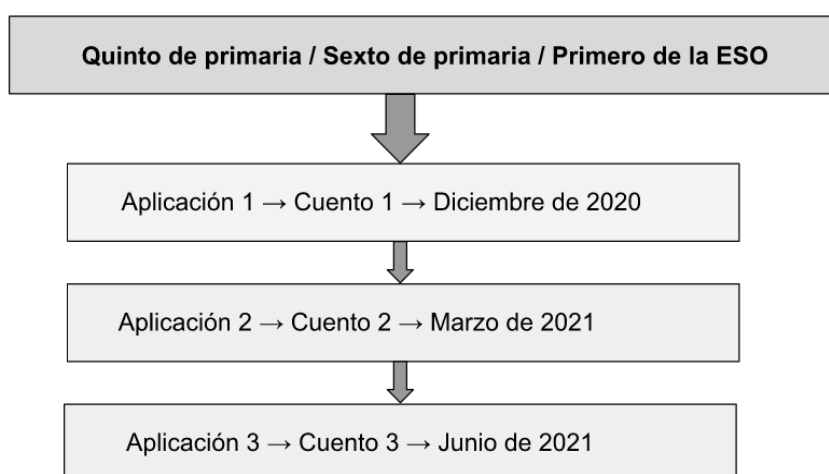 Quinto de primaria / Sexto de primaria / Primero de la ESO
Aplicación 1 → Cuento 1 → Diciembre de 2020
Aplicación 2 → Cuento 2 → Marzo de 2021
Aplicación 3 → Cuento 3 → Junio de 2021